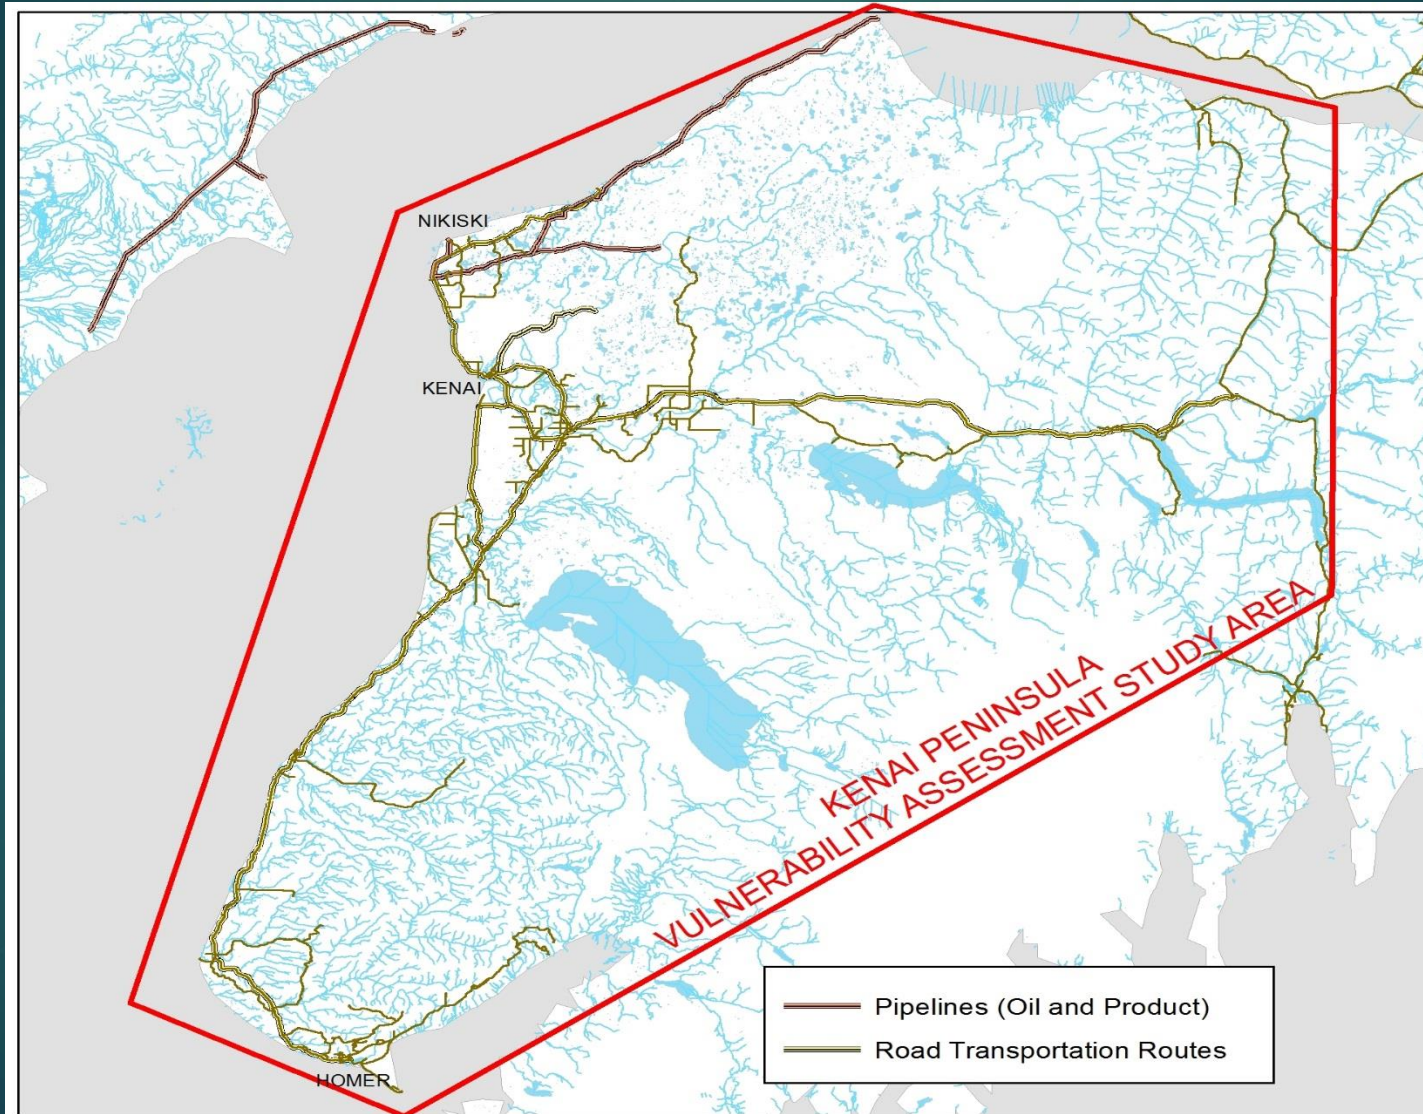 NIKISKI
KENAI
KENAI PENINSULA
VULNERABILITY ASSESSMENT STUDY AREA
Pipelines (Oil and Product)
Road Transportation Routes
HOMER